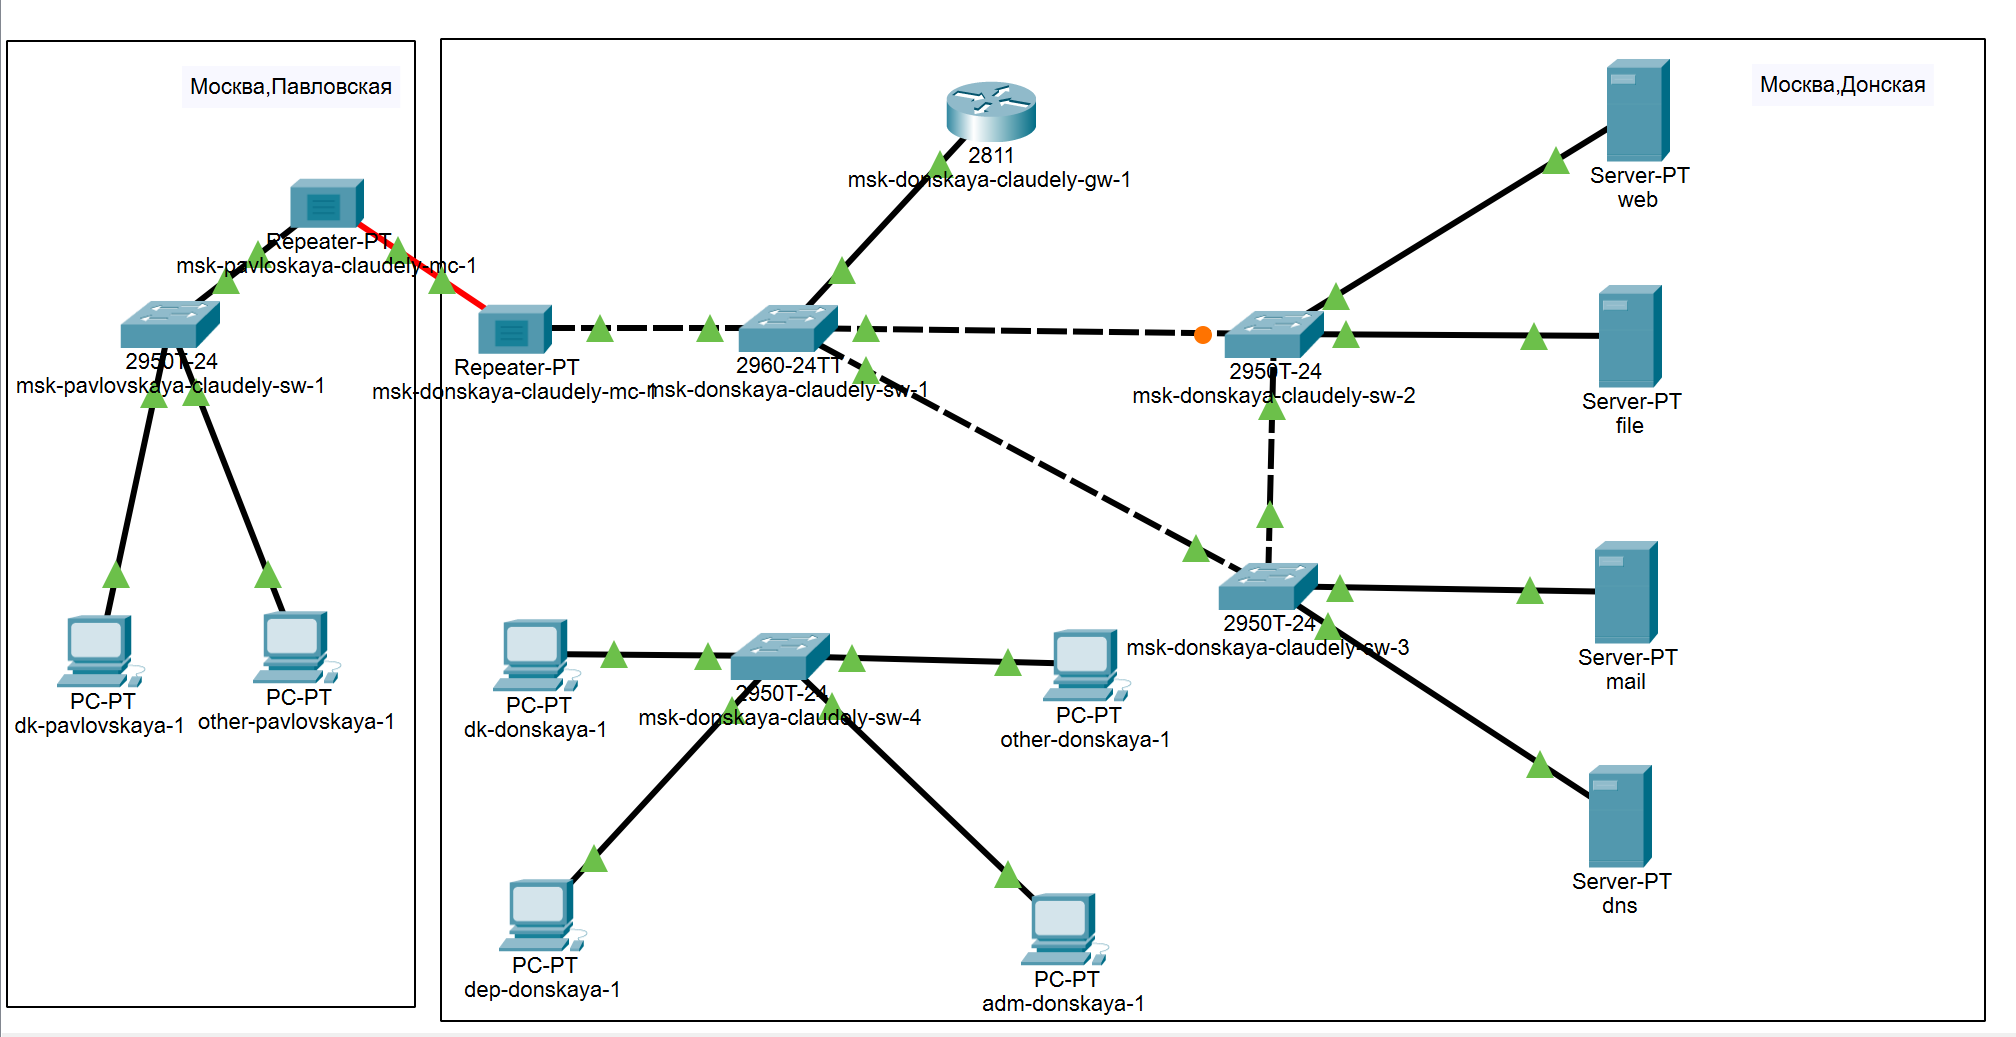 Москва,Павловская
Repeater-PT
msk-pavloskaya-claudely-mc-1
2950T-24
msk-pavlovskaya-claudely-sw-1
PC-PT
dk-pavlovskaya-1
PC-PT
other-pavlovskaya-1
Москва,Донская
2811
msk-donskaya-claudely-gw-1
Repeater-PT
msk-donskaya-claudely-mc-1
2960-24TT
msk-donskaya-claudely-sw-1
2950T-24
msk-donskaya-claudely-sw-2
Server-PT
web
Server-PT
file
2950T-24
msk-donskaya-claudely-sw-3
Server-PT
mail
Server-PT
dns
PC-PT
dk-donskaya-1
2950T-24
msk-donskaya-claudely-sw-4
PC-PT
other-donskaya-1
PC-PT
dep-donskaya-1
PC-PT
adm-donskaya-1